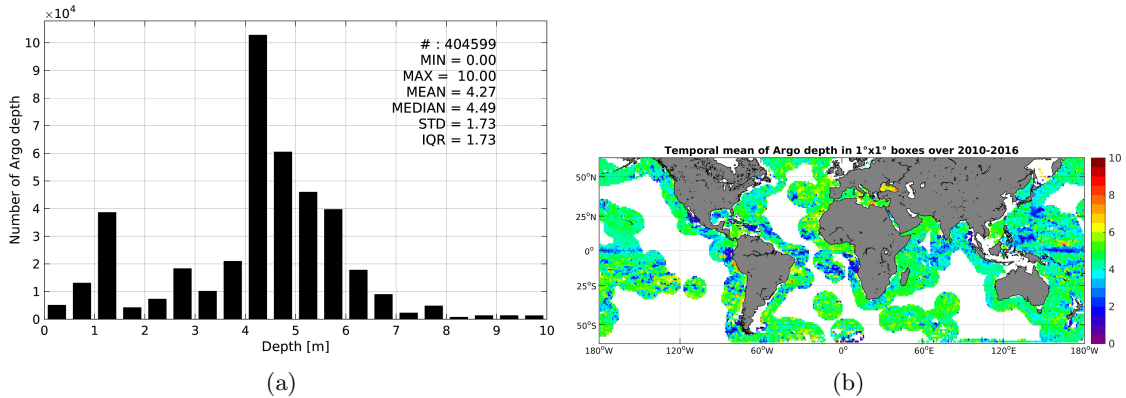 ×10⁴
10
9
8
7
6
5
4
3
2
1
0
Number of Argo depth
# : 404599
MIN = 0.00
MAX = 10.00
MEAN = 4.27
MEDIAN = 4.49
STD = 1.73
IQR = 1.73
0 1 2 3 4 5 6 7 8 9 10
Depth [m]
(a)
Temporal mean of Argo depth in 1°x1° boxes over 2010-2016
50°N
25°N
0°
25°S
50°S
180°W 120°W 60°W 0° 60°E 120°E 180°W
10
8
6
4
2
0
(b)